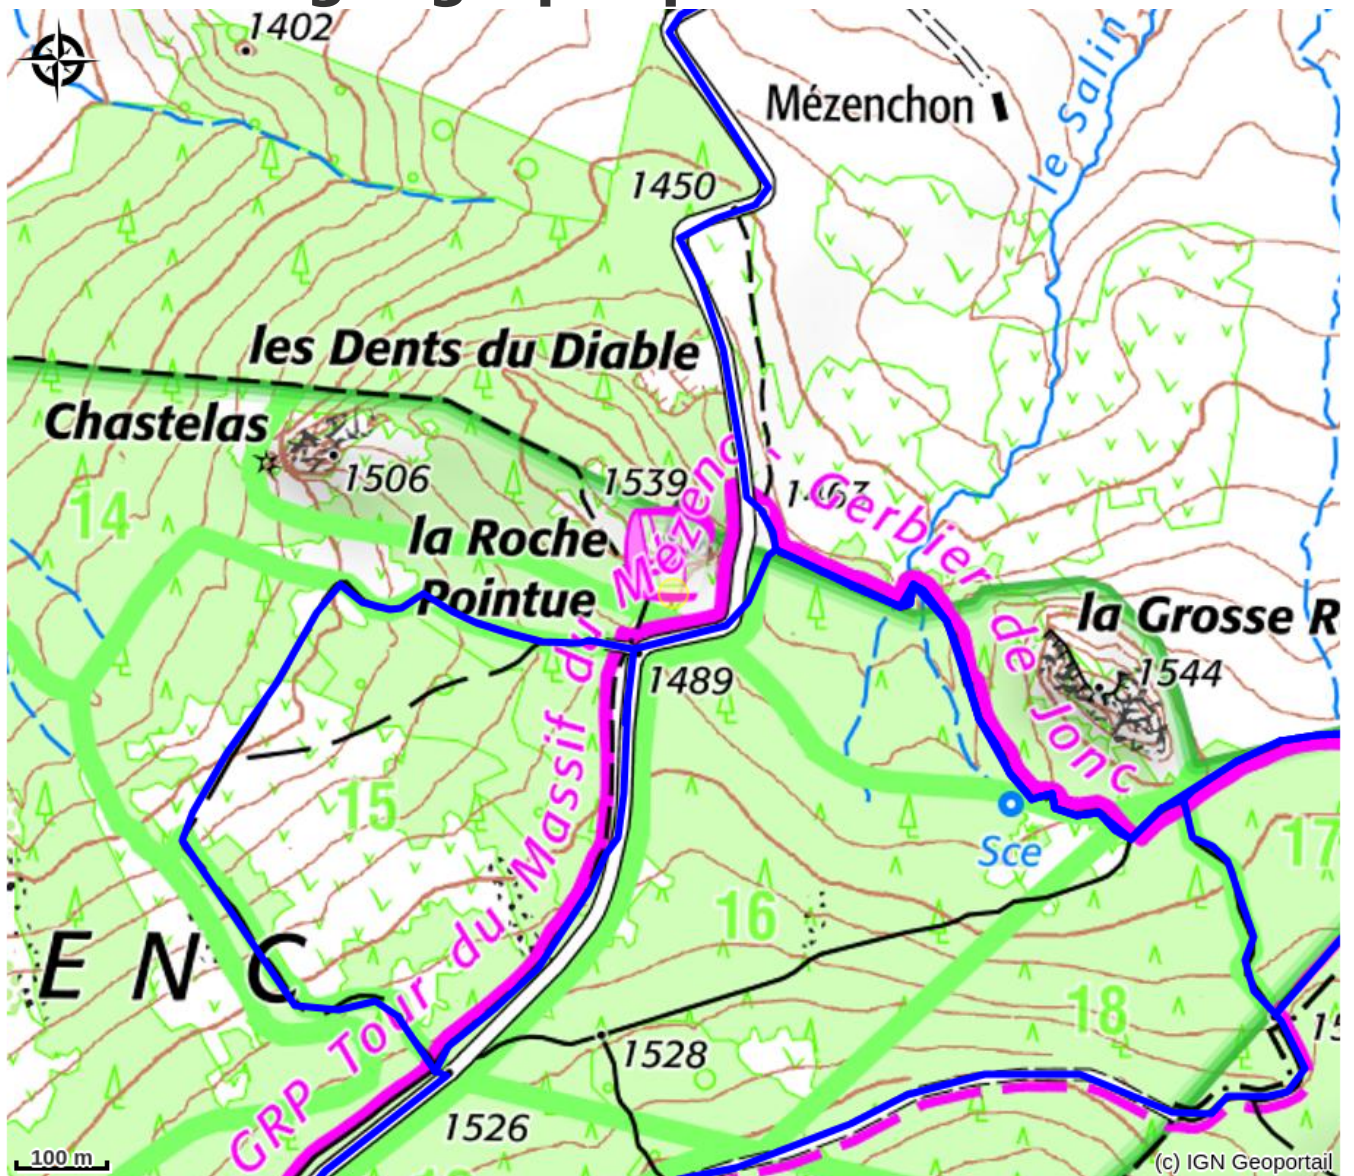 1402
le Salin
Mézenchon
1450
les Dents du Diable
Chastelas
1506
1539
1467
14
la Roche
Pointue
Mézenc, Gerbier de Jonc
la Grosse R
1544
1489
15
Sce
17
16
E N C
GRP Tour du Massif du
18
15
1528
1526
100 m
(c) IGN Geoportail